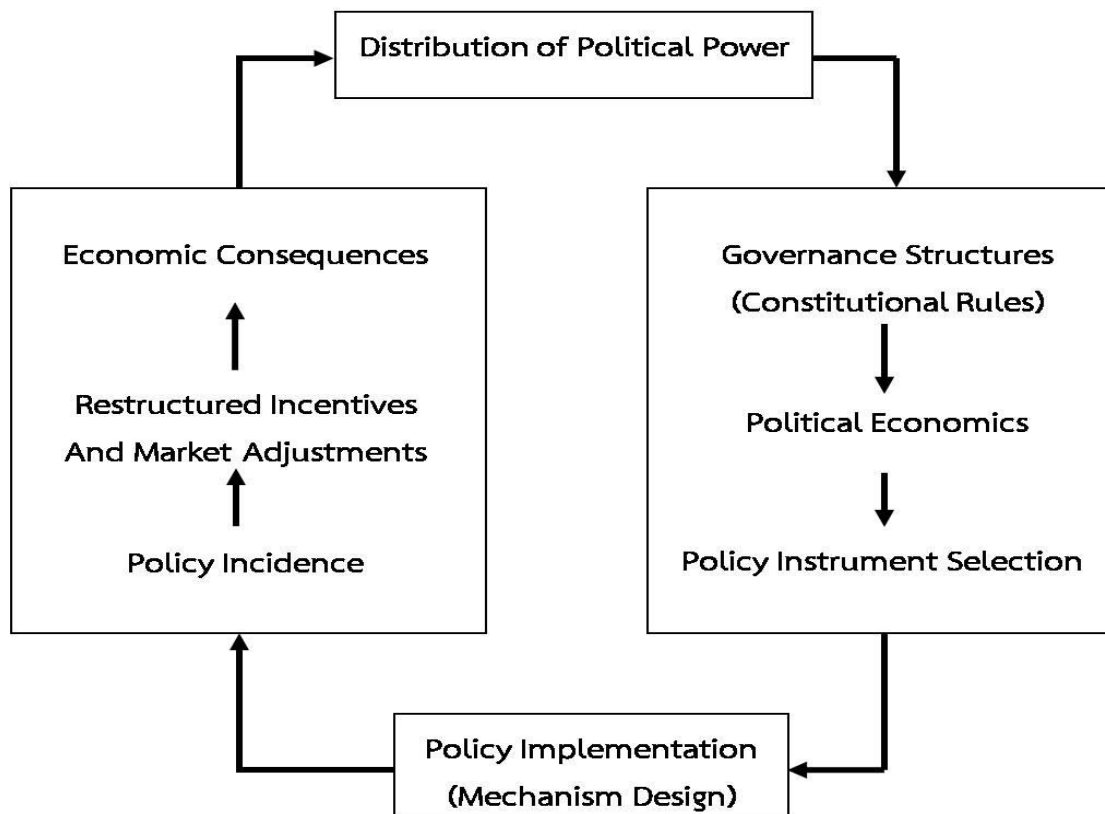 Distribution of Political Power
Economic Consequences
Restructured Incentives
And Market Adjustments
Policy Incidence
Governance Structures
(Constitutional Rules)
Political Economics
Policy Instrument Selection
Policy Implementation
(Mechanism Design)